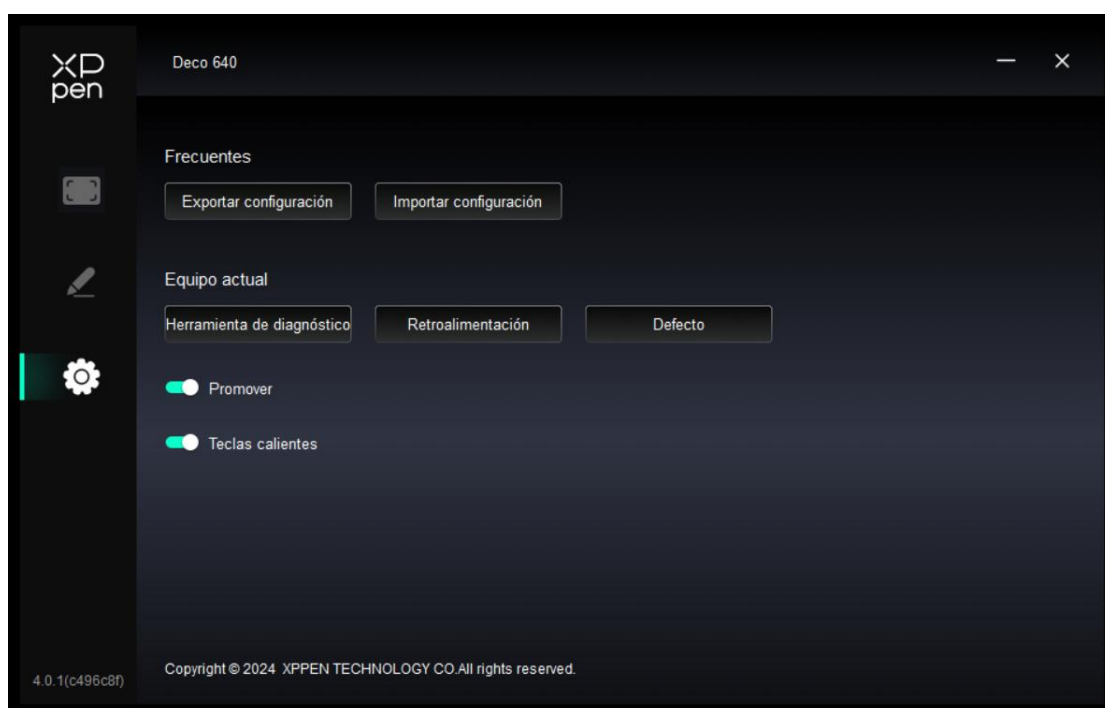 XP
pen
Deco 640
Frecuentes
Exportar configuración
Importar configuración
Equipo actual
Herramienta de diagnóstico
Retroalimentación
Defecto
Promover
Teclas calientes
Copyright © 2024 XPPEN TECHNOLOGY CO.All rights reserved.
4.0.1(c496c8f)